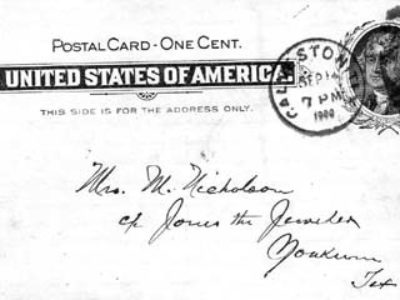 POSTAL CARD - ONE CENT.
UNITED STATES OF AMERICA.
THIS SIDE IS FOR THE ADDRESS ONLY.
SEP 14
7 PM
1900
Mrs. M. Nicholson
c/o Jones the Jeweler
Yoakum
Tex